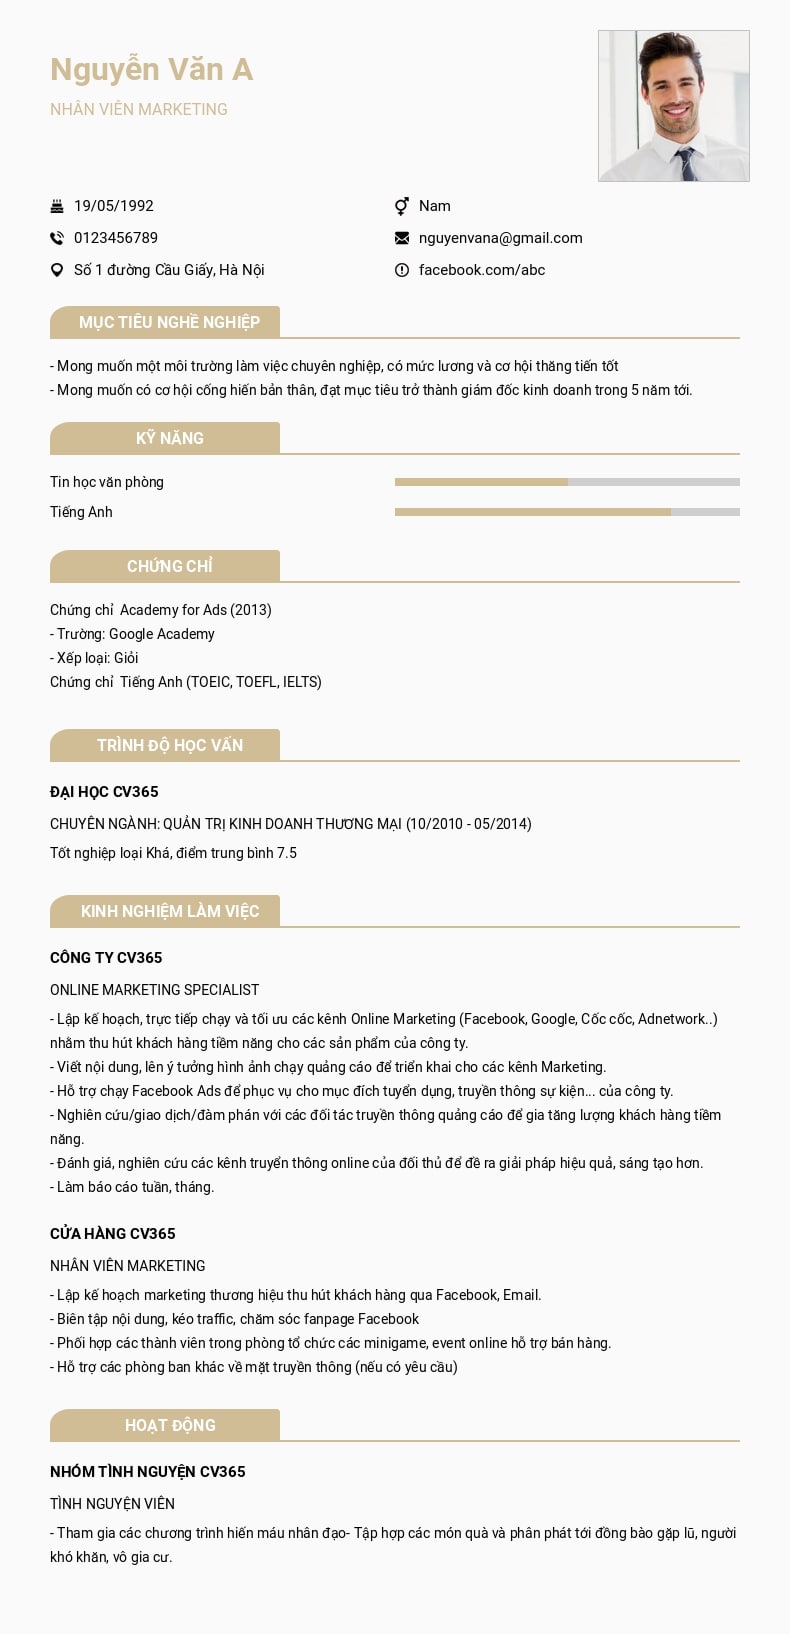 Nguyễn Văn A
NHÂN VIÊN MARKETING
19/05/1992
Nam
0123456789
nguyenvana@gmail.com
Số 1 đường Cầu Giấy, Hà Nội
facebook.com/abc
MỤC TIÊU NGHỀ NGHIỆP
- Mong muốn một môi trường làm việc chuyên nghiệp, có mức lương và cơ hội thăng tiến tốt
- Mong muốn có cơ hội cống hiến bản thân, đạt mục tiêu trở thành giám đốc kinh doanh trong 5 năm tới.
KỸ NĂNG
Tin học văn phòng
Tiếng Anh
CHỨNG CHỈ
Chứng chỉ Academy for Ads (2013)
- Trường: Google Academy
- Xếp loại: Giỏi
Chứng chỉ Tiếng Anh (TOEIC, TOEFL, IELTS)
TRÌNH ĐỘ HỌC VẤN
ĐẠI HỌC CV365
CHUYÊN NGÀNH: QUẢN TRỊ KINH DOANH THƯƠNG MẠI (10/2010 - 05/2014)
Tốt nghiệp loại Khá, điểm trung bình 7.5
KINH NGHIỆM LÀM VIỆC
CÔNG TY CV365
ONLINE MARKETING SPECIALIST
- Lập kế hoạch, trực tiếp chạy và tối ưu các kênh Online Marketing (Facebook, Google, Cốc cốc, Adnetwork..)
nhằm thu hút khách hàng tiềm năng cho các sản phẩm của công ty.
- Viết nội dung, lên ý tưởng hình ảnh chạy quảng cáo để triển khai cho các kênh Marketing.
- Hỗ trợ chạy Facebook Ads để phục vụ cho mục đích tuyển dụng, truyền thông sự kiện... của công ty.
- Nghiên cứu/giao dịch/đàm phán với các đối tác truyền thông quảng cáo để gia tăng lượng khách hàng tiềm
năng.
- Đánh giá, nghiên cứu các kênh truyển thông online của đối thủ để đề ra giải pháp hiệu quả, sáng tạo hơn.
- Làm báo cáo tuần, tháng.
CỬA HÀNG CV365
NHÂN VIÊN MARKETING
- Lập kế hoạch marketing thương hiệu thu hút khách hàng qua Facebook, Email.
- Biên tập nội dung, kéo traffic, chăm sóc fanpage Facebook
- Phối hợp các thành viên trong phòng tổ chức các minigame, event online hỗ trợ bán hàng.
- Hỗ trợ các phòng ban khác về mặt truyền thông (nếu có yêu cầu)
HOẠT ĐỘNG
NHÓM TÌNH NGUYỆN CV365
TÌNH NGUYỆN VIÊN
- Tham gia các chương trình hiến máu nhân đạo- Tập hợp các món quà và phân phát tới đồng bào gặp lũ, người
khó khăn, vô gia cư.